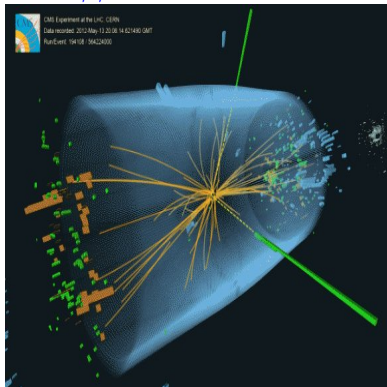 CMS Experiment at the LHC, CERN
Data recorded: 2012-May-13 20:08:14.621490 GMT
Run/Event: 194108 / 564224000